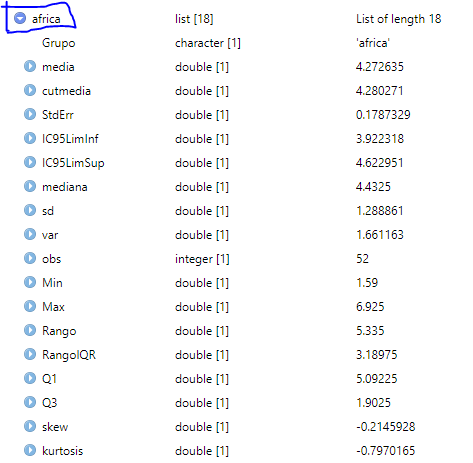 africa list [18] List of length 18
Grupo character [1] 'africa'
media double [1] 4.272635
cutmedia double [1] 4.280271
StdErr double [1] 0.1787329
IC95LimInf double [1] 3.922318
IC95LimSup double [1] 4.622951
mediana double [1] 4.4325
sd double [1] 1.288861
var double [1] 1.661163
obs integer [1] 52
Min double [1] 1.59
Max double [1] 6.925
Rango double [1] 5.335
RangoIQR double [1] 3.18975
Q1 double [1] 5.09225
Q3 double [1] 1.9025
skew double [1] -0.2145928
kurtosis double [1] -0.7970165